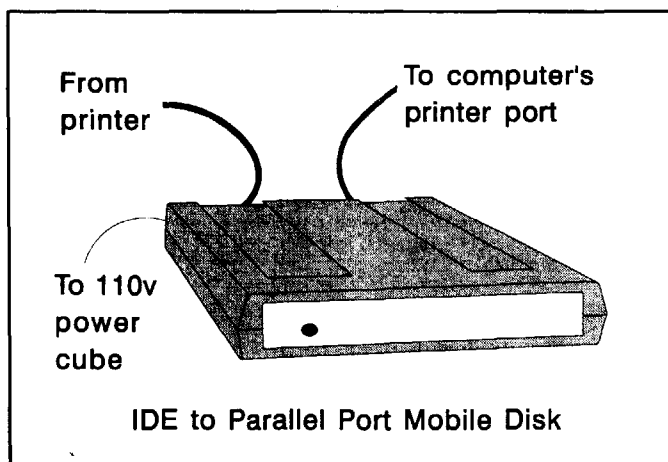 From
printer
To computer's
printer port
To 110v
power
cube
IDE to Parallel Port Mobile Disk